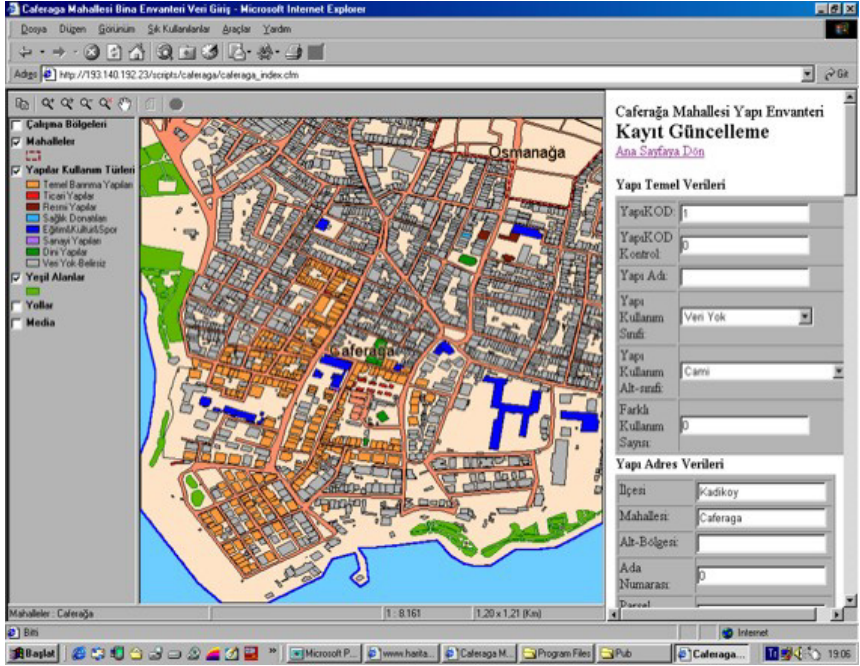 Caferaga Mahallesi Bina Envanteri Veri Giriş - Microsoft Internet Explorer
Dosya Düzen Görünüm Sık Kullanılanlar Araçlar Yardım
Adres http://193.140.192.23/scripts/caferaga/caferaga_index.cfm Git
Çalışma Bölgeleri
Mahalleler
Yapılar Kullanım Türleri
Temel Barınma Yapıları
Ticari Yapılar
Resmi Yapılar
Sağlık Donatıları
Eğitim&Kültür&Spor
Sanayi Yapıları
Dini Yapılar
Veri Yok-Belirsiz
Yeşil Alanlar
Yollar
Media
Osmanağa
Caferaga
Caferağa Mahallesi Yapı Envanteri
Kayıt Güncelleme
Ana Sayfaya Dön
Yapı Temel Verileri
YapıKOD: 1
YapıKOD
Kontrol: 0
Yapı Adı:
Yapı
Kullanım
Sınıfı: Veri Yok
Yapı
Kullanım
Alt-sınıfı: Cami
Farklı
Kullanım
Sayısı: 0
Yapı Adres Verileri
İlçesi Kadikoy
Mahallesi: Caferaga
Alt-Bölgesi:
Ada
Numarası: 0
Parsel
Mahalleler : Caferağa 1 : 8.161 1,20 x 1,21 (Km)
Bitti Internet
Başlat Microsoft P... www.harita... Caferaga M... Program Files Pub Caferaga... 19:06